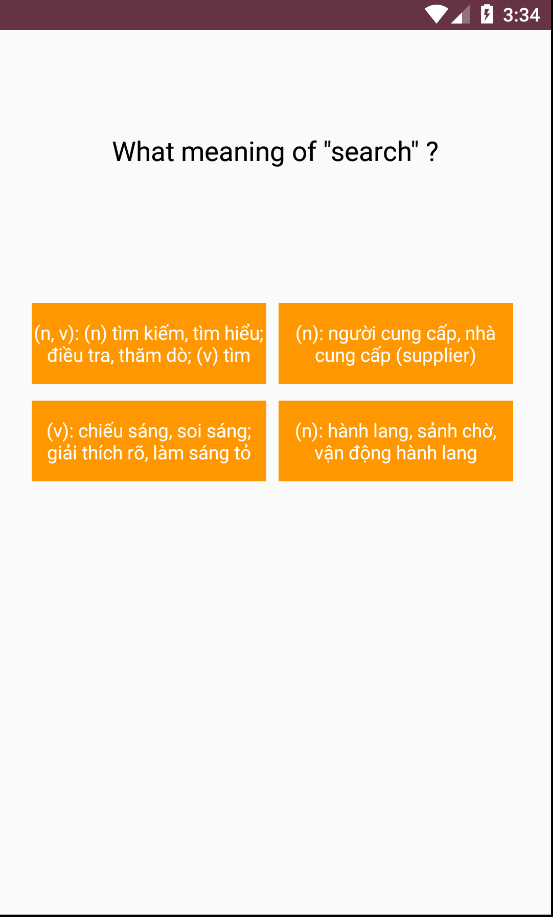 3:34
What meaning of "search" ?
(n, v): (n) tìm kiếm, tìm hiểu;
điều tra, thăm dò; (v) tìm
(n): người cung cấp, nhà
cung cấp (supplier)
(v): chiếu sáng, soi sáng;
giải thích rõ, làm sáng tỏ
(n): hành lang, sảnh chờ,
vận động hành lang